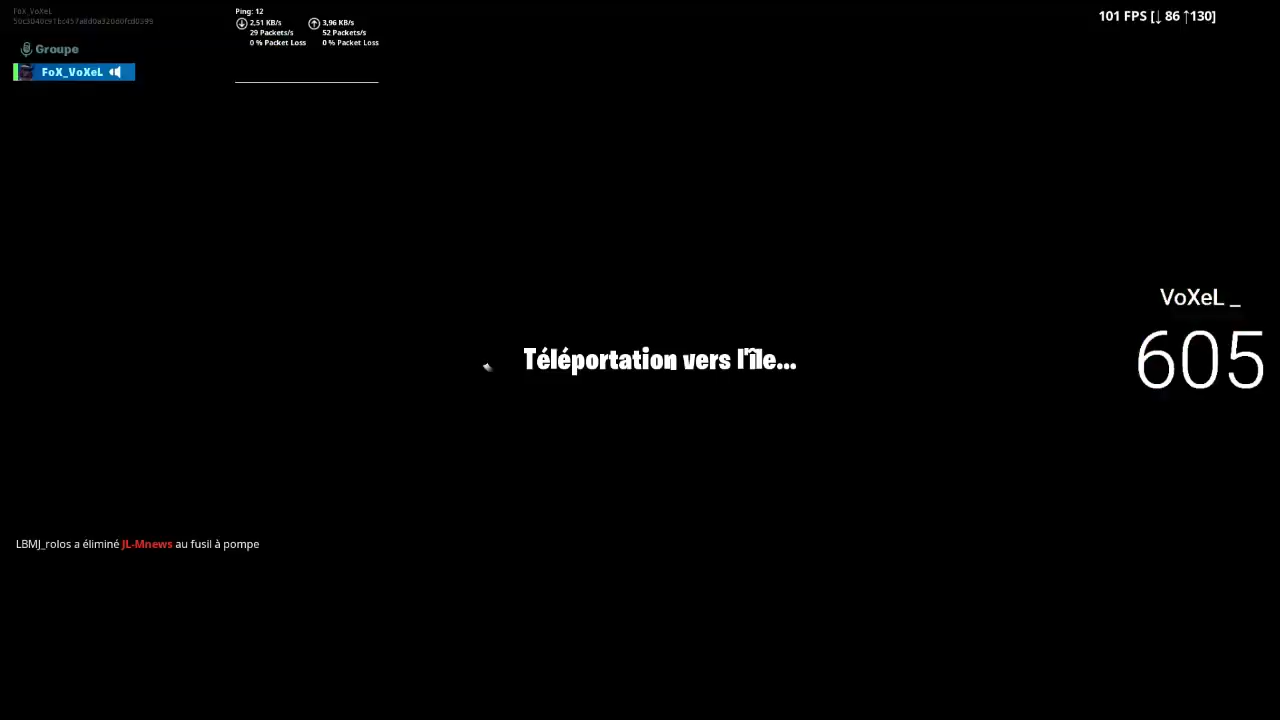 FoX_VoXeL
Groupe
FoX_VoXeL
Ping: 12
2,51 KB/s
29 Packets/s
0 % Packet Loss
3,96 KB/s
52 Packets/s
0 % Packet Loss
101 FPS [↓ 86 ↑130]
VoXeL _
605
Téléportation vers l'île...
LBMJ_rolos a éliminé JL-Mnews au fusil à pompe